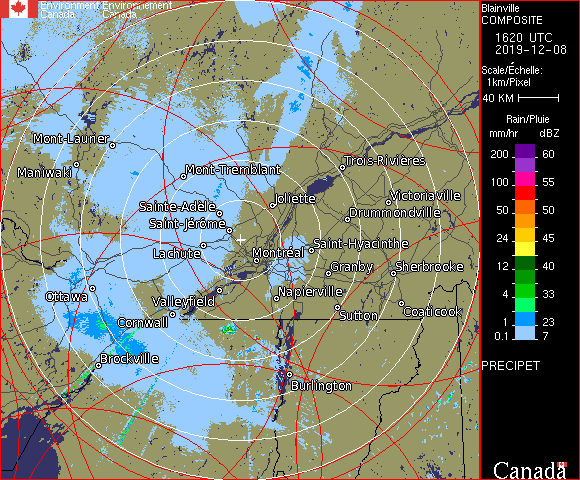 Environment Environnement
Canada Canada
Blainville
COMPOSITE
1620 UTC
2019-12-08
Scale/Échelle:
1km/Pixel
40 KM
Rain/Pluie
mm/hr dBZ
200 60
100 55
50 50
24 45
12 40
4 33
1 23
0.1 7
PRECIPET
Canada
Mont-Laurier
Maniwaki
Mont-Tremblant
Trois-Rivières
Sainte-Adèle
Joliette
Victoriaville
Saint-Jérôme
Drummondville
Lachute
Montréal
Saint-Hyacinthe
Granby
Sherbrooke
Ottawa
Valleyfield
Napierville
Cornwall
Sutton
Coaticook
Brockville
Burlington